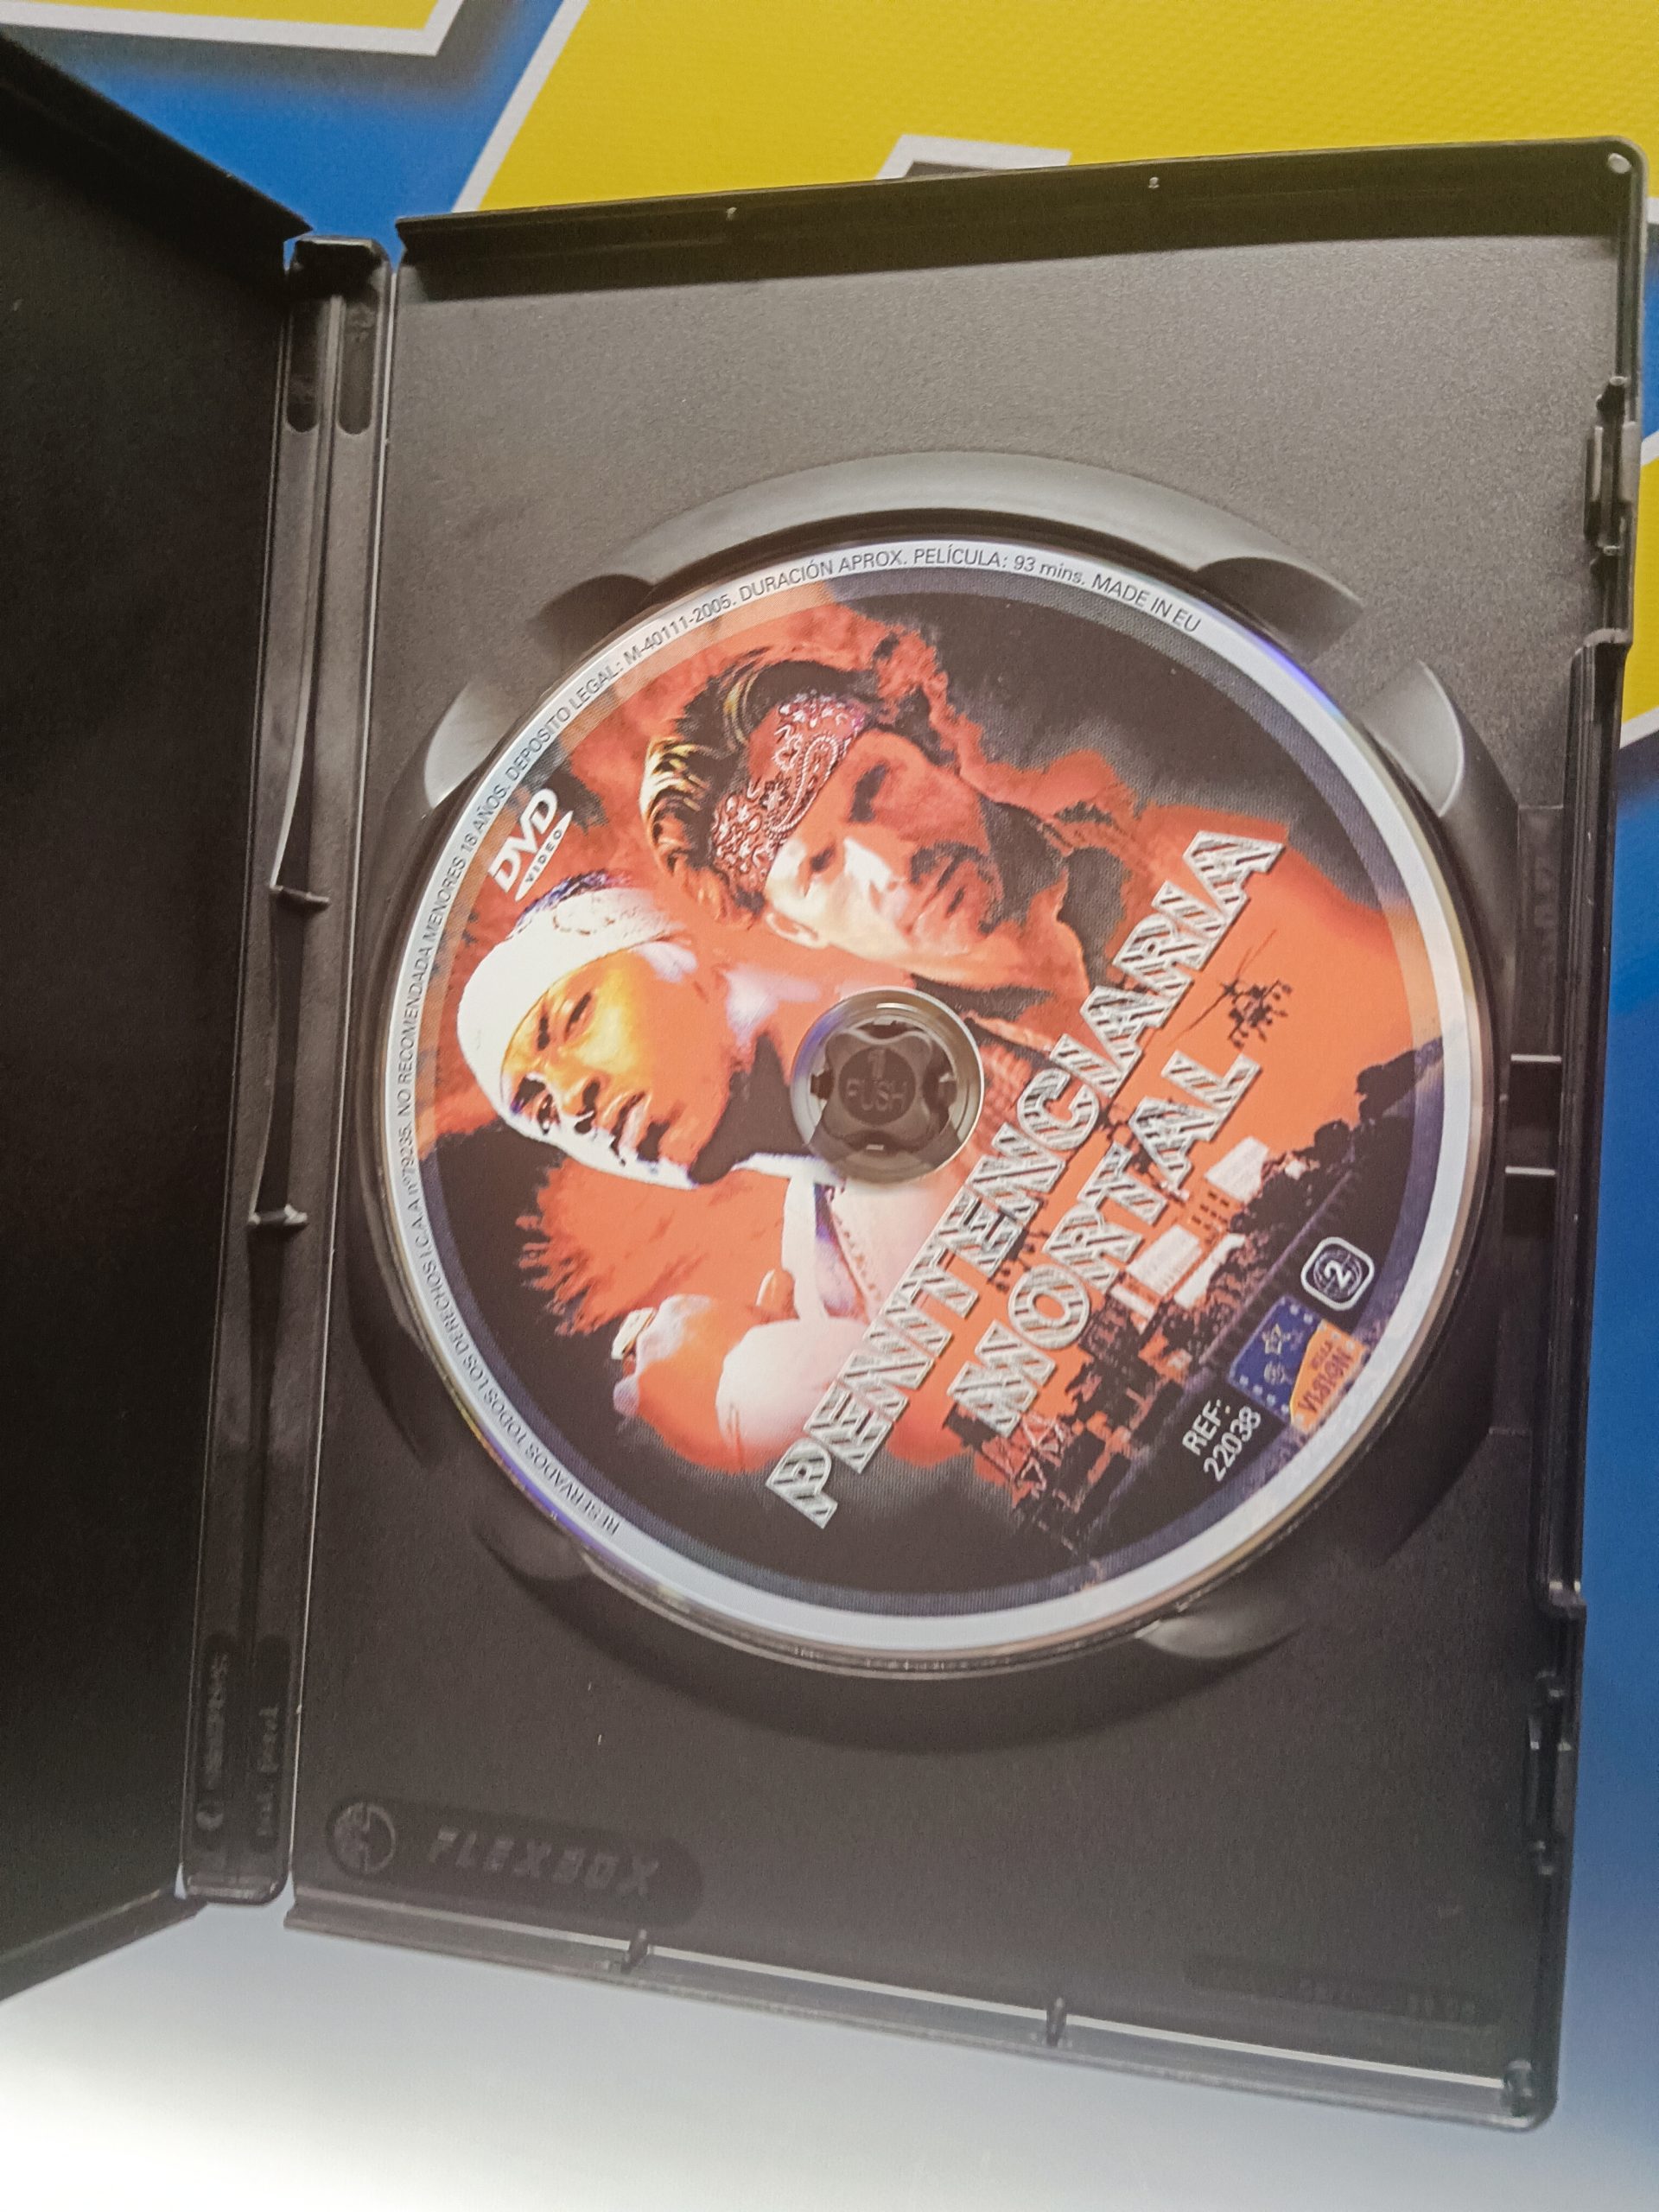 RESERVADOS TODOS LOS DERECHOS I.C.A.A nº79235. NO RECOMENDADA MENORES 18 AÑOS. DEPOSITO LEGAL: M-40111-2005. DURACIÓN APROX. PELÍCULA: 93 mins. MADE IN EU
DVD
VIDEO
PENITENCIARIA
MORTAL
PUSH
2
VISION
REF:
22038
FLEXBOX